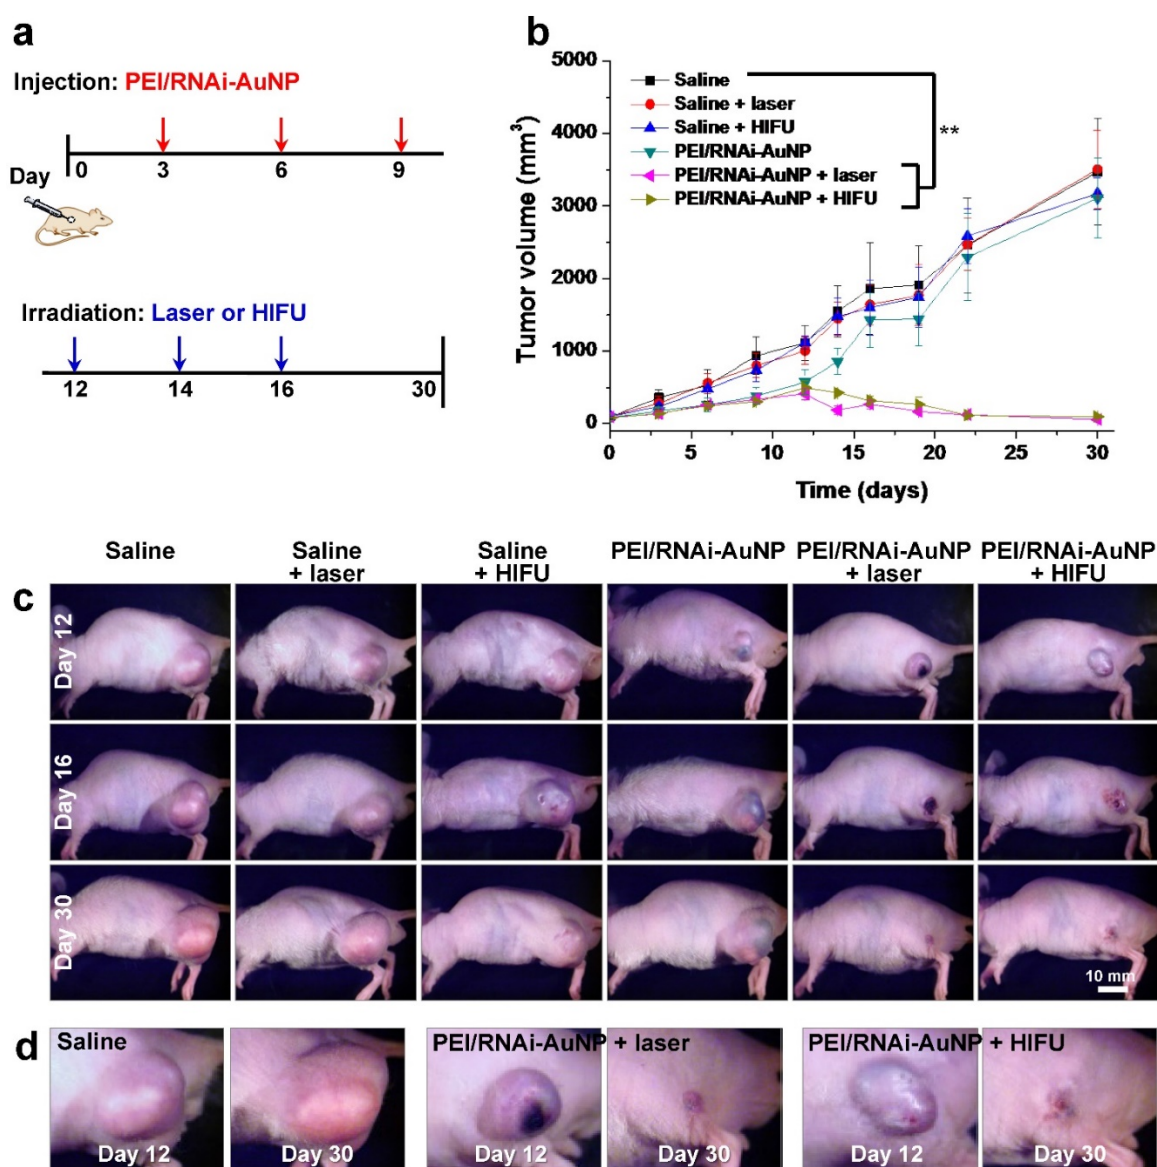 a
Injection: PEI/RNAi-AuNP
0 3 6 9
Day
Irradiation: Laser or HIFU
12 14 16 30
b
5000
4000
3000
2000
1000
0
Tumor volume (mm³)
Saline
Saline + laser
Saline + HIFU
PEI/RNAi-AuNP
PEI/RNAi-AuNP + laser
PEI/RNAi-AuNP + HIFU
**
0 5 10 15 20 25 30
Time (days)
Saline
Saline
+ laser
Saline
+ HIFU
PEI/RNAi-AuNP
PEI/RNAi-AuNP
+ laser
PEI/RNAi-AuNP
+ HIFU
c
Day 12
Day 16
Day 30
10 mm
d
Saline
Day 12
Day 30
PEI/RNAi-AuNP + laser
Day 12
Day 30
PEI/RNAi-AuNP + HIFU
Day 12
Day 30